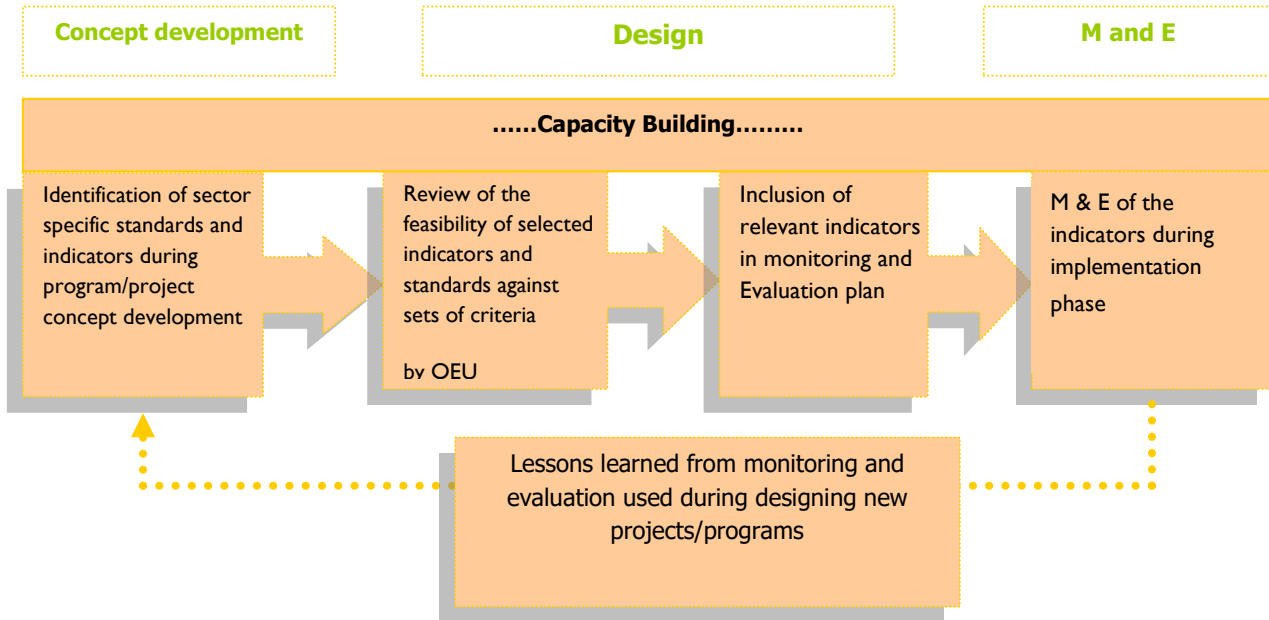 Concept development
Design
M and E
......Capacity Building.........
Identification of sector
specific standards and
indicators during
program/project
concept development
Review of the
feasibility of selected
indicators and
standards against
sets of criteria
by OEU
Inclusion of
relevant indicators
in monitoring and
Evaluation plan
M & E of the
indicators during
implementation
phase
Lessons learned from monitoring and
evaluation used during designing new
projects/programs